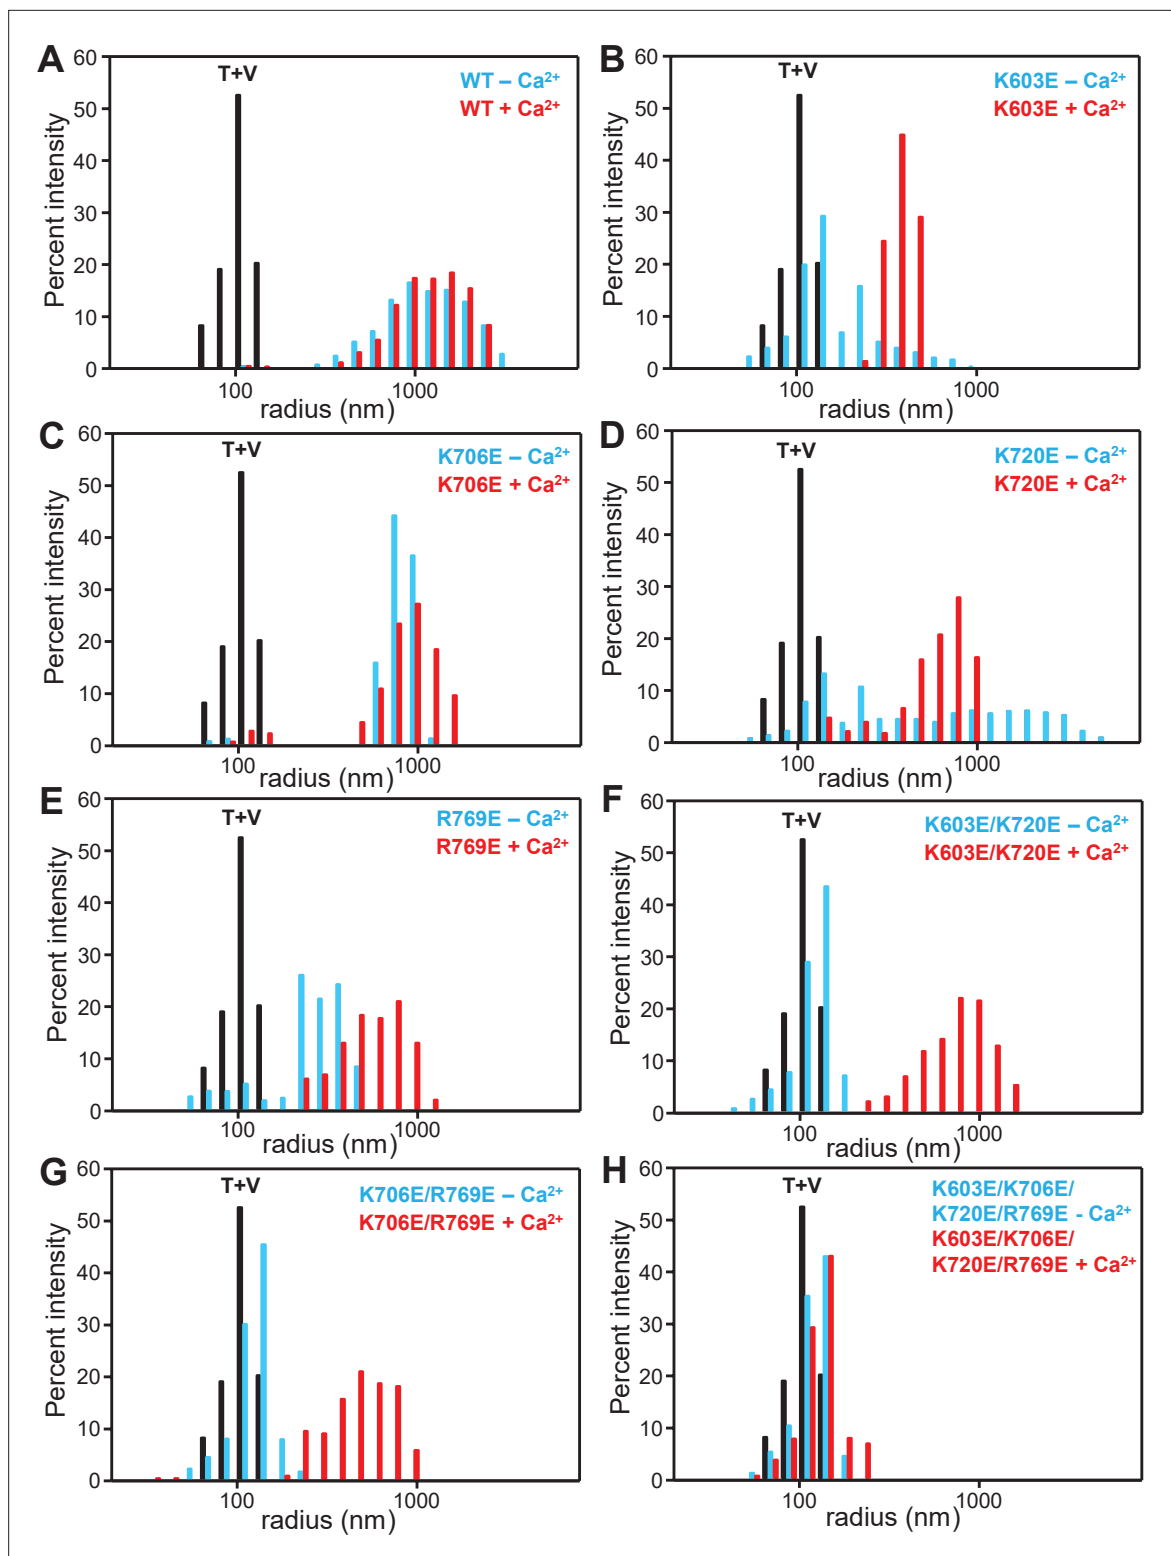 A
60
50
40
30
20
10
0
Percent intensity
T+V
WT – Ca²⁺
WT + Ca²⁺
100
1000
radius (nm)
B
60
50
40
30
20
10
0
Percent intensity
T+V
K603E – Ca²⁺
K603E + Ca²⁺
100
1000
radius (nm)
C
60
50
40
30
20
10
0
Percent intensity
T+V
K706E – Ca²⁺
K706E + Ca²⁺
100
1000
radius (nm)
D
60
50
40
30
20
10
0
Percent intensity
T+V
K720E – Ca²⁺
K720E + Ca²⁺
100
1000
radius (nm)
E
60
50
40
30
20
10
0
Percent intensity
T+V
R769E – Ca²⁺
R769E + Ca²⁺
100
1000
radius (nm)
F
60
50
40
30
20
10
0
Percent intensity
T+V
K603E/K720E – Ca²⁺
K603E/K720E + Ca²⁺
100
1000
radius (nm)
G
60
50
40
30
20
10
0
Percent intensity
T+V
K706E/R769E – Ca²⁺
K706E/R769E + Ca²⁺
100
1000
radius (nm)
H
60
50
40
30
20
10
0
Percent intensity
T+V
K603E/K706E/
K720E/R769E - Ca²⁺
K603E/K706E/
K720E/R769E + Ca²⁺
100
1000
radius (nm)